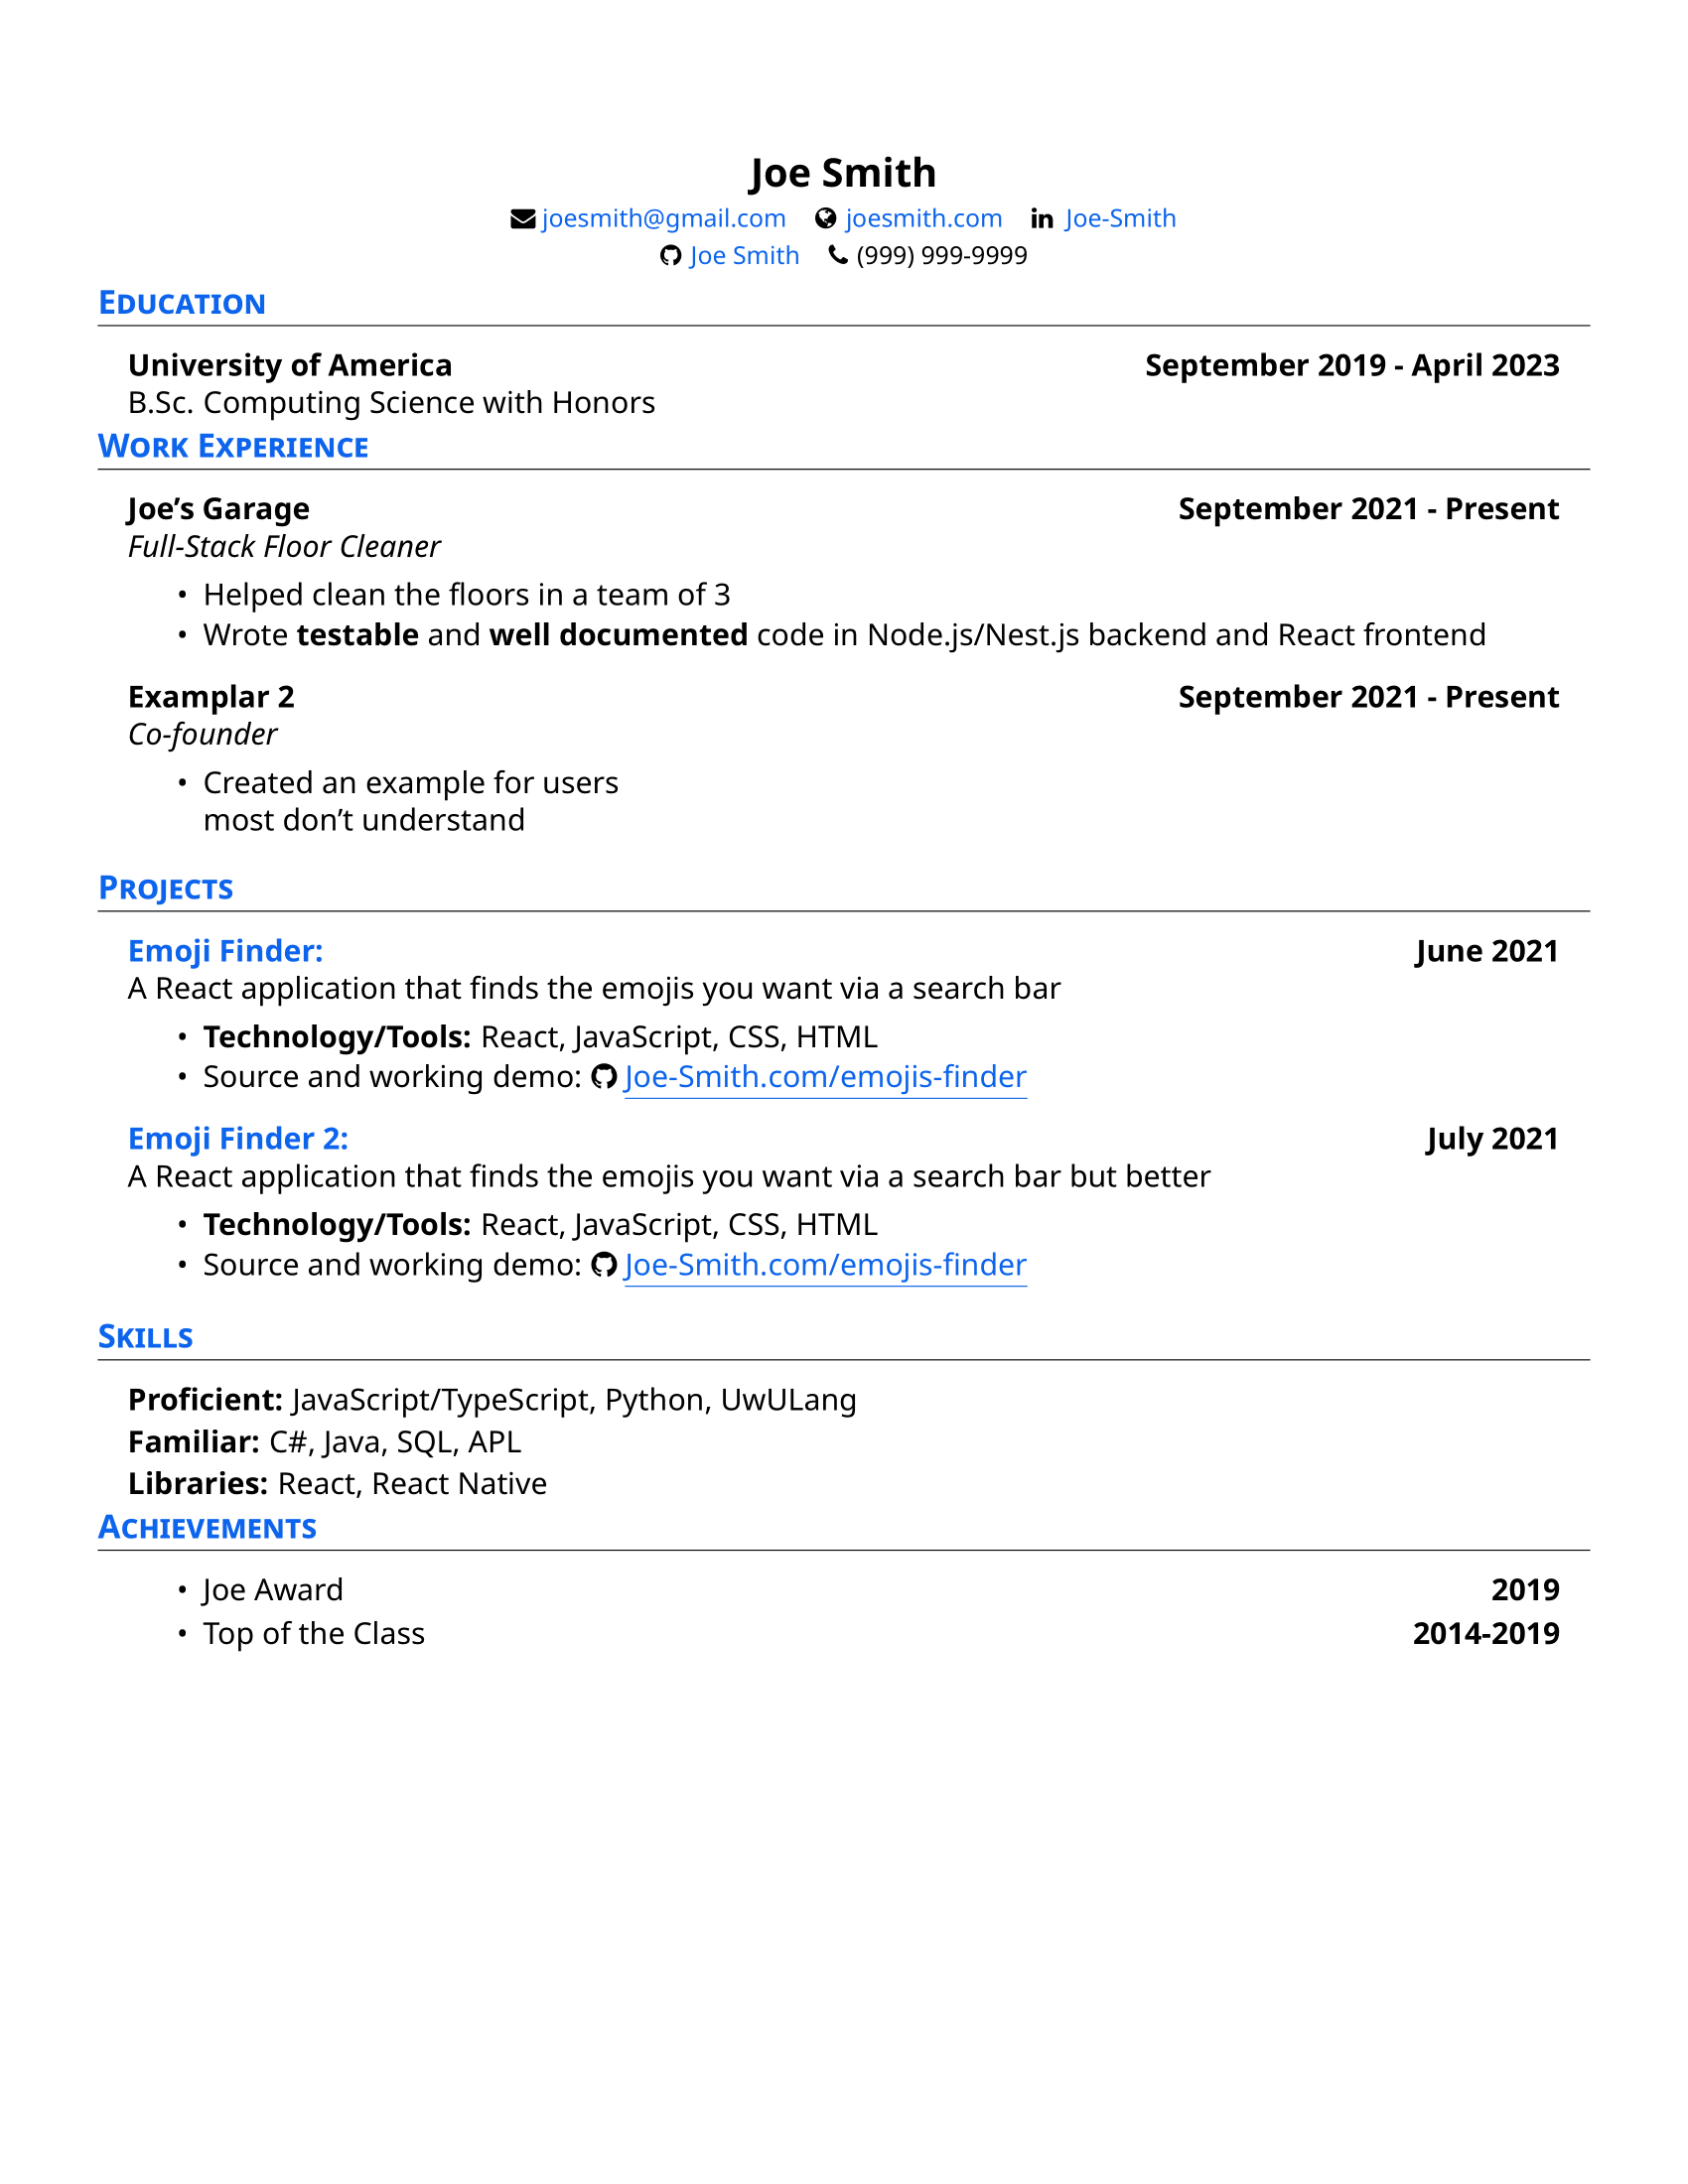 Joe Smith
joesmith@gmail.com joesmith.com Joe-Smith
Joe Smith (999) 999-9999
Education
University of America September 2019 - April 2023
B.Sc. Computing Science with Honors
Work Experience
Joe’s Garage September 2021 - Present
Full-Stack Floor Cleaner
• Helped clean the floors in a team of 3
• Wrote testable and well documented code in Node.js/Nest.js backend and React frontend
Examplar 2 September 2021 - Present
Co-founder
• Created an example for users
most don’t understand
Projects
Emoji Finder: June 2021
A React application that finds the emojis you want via a search bar
• Technology/Tools: React, JavaScript, CSS, HTML
• Source and working demo: Joe-Smith.com/emojis-finder
Emoji Finder 2: July 2021
A React application that finds the emojis you want via a search bar but better
• Technology/Tools: React, JavaScript, CSS, HTML
• Source and working demo: Joe-Smith.com/emojis-finder
Skills
Proficient: JavaScript/TypeScript, Python, UwULang
Familiar: C#, Java, SQL, APL
Libraries: React, React Native
Achievements
• Joe Award 2019
• Top of the Class 2014-2019